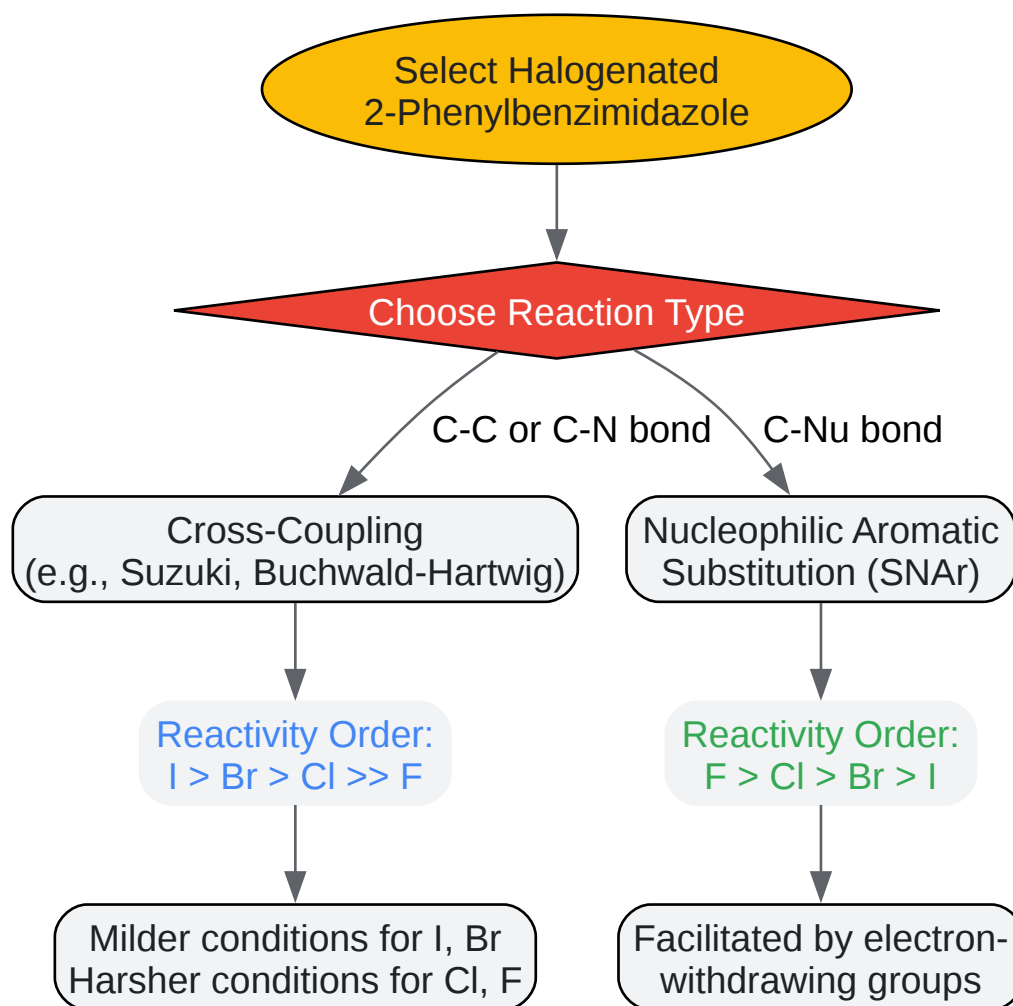 Select Halogenated
2-Phenylbenzimidazole
Choose Reaction Type
C-C or C-N bond
C-Nu bond
Cross-Coupling
(e.g., Suzuki, Buchwald-Hartwig)
Nucleophilic Aromatic
Substitution (SNAr)
Reactivity Order:
I > Br > Cl >> F
Reactivity Order:
F > Cl > Br > I
Milder conditions for I, Br
Harsher conditions for Cl, F
Facilitated by electron-
withdrawing groups